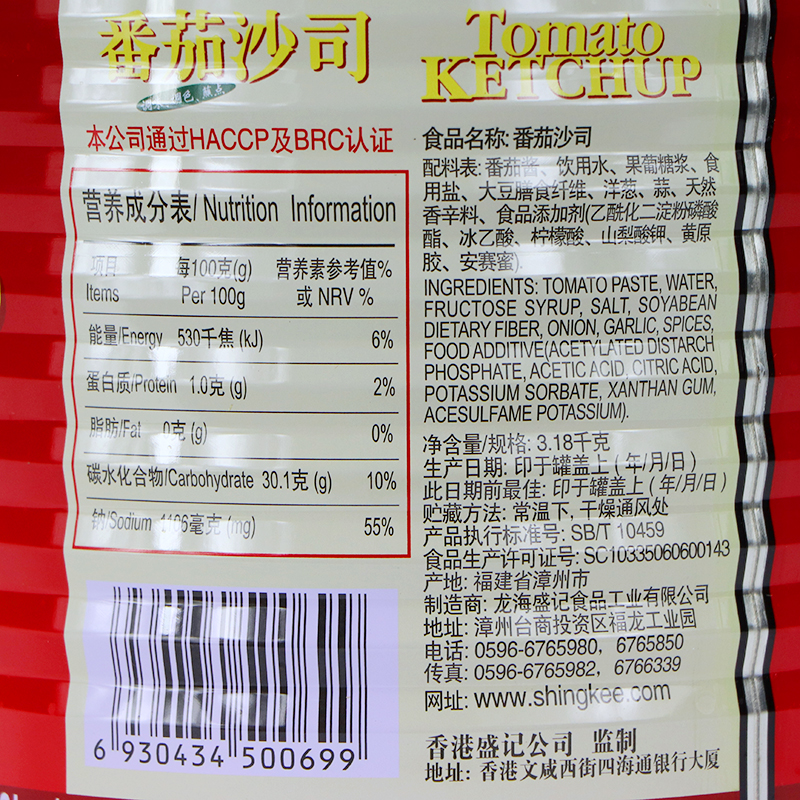 番茄沙司
调味、增色、蘸点
本公司通过HACCP及BRC认证
营养成分表/ Nutrition Information
项目 每100克(g) 营养素参考值%
Items Per 100g 或 NRV %
能量/Energy 530千焦 (kJ) 6%
蛋白质/Protein 1.0克 (g) 2%
脂肪/Fat 0克 (g) 0%
碳水化合物/Carbohydrate 30.1克 (g) 10%
钠/Sodium 1106毫克 (mg) 55%
6 930434 500699
Tomato
KETCHUP
食品名称: 番茄沙司
配料表: 番茄酱、饮用水、果葡糖浆、食
用盐、大豆膳食纤维、洋葱、蒜、天然
香辛料、食品添加剂(乙酰化二淀粉磷酸
酯、冰乙酸、柠檬酸、山梨酸钾、黄原
胶、安赛蜜).
INGREDIENTS: TOMATO PASTE, WATER,
FRUCTOSE SYRUP, SALT, SOYABEAN
DIETARY FIBER, ONION, GARLIC, SPICES,
FOOD ADDITIVE(ACETYLATED DISTARCH
PHOSPHATE, ACETIC ACID, CITRIC ACID,
POTASSIUM SORBATE, XANTHAN GUM,
ACESULFAME POTASSIUM).
净含量/规格: 3.18千克
生产日期: 印于罐盖上 ( 年/月/日 )
此日期前最佳: 印于罐盖上 ( 年/月/日 )
贮藏方法: 常温下, 干燥通风处
产品执行标准号: SB/T 10459
食品生产许可证号: SC10335060600143
产地: 福建省漳州市
制造商: 龙海盛记食品工业有限公司
地址: 漳州台商投资区福龙工业园
电话: 0596-6765980, 6765850
传真: 0596-6765982, 6766339
网址: www.shingkee.com
香港盛记公司 监制
地址: 香港文咸西街四海通银行大厦